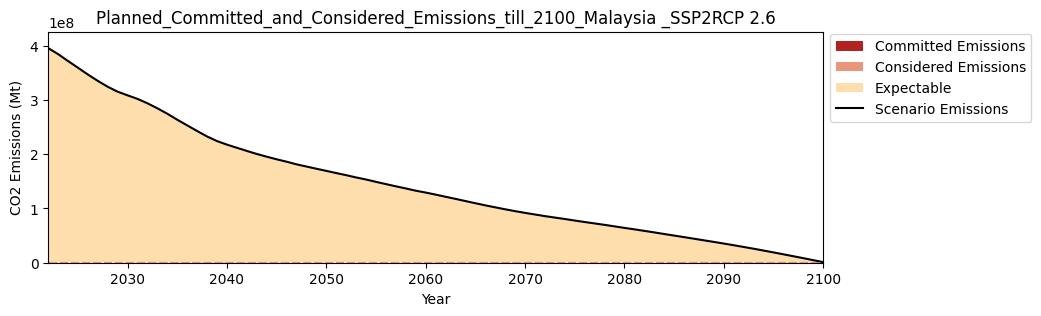 Planned_Committed_and_Considered_Emissions_till_2100_Malaysia _SSP2RCP 2.6
1e8
4
3
2
1
0
CO2 Emissions (Mt)
2030 2040 2050 2060 2070 2080 2090 2100
Year
Committed Emissions
Considered Emissions
Expectable
Scenario Emissions